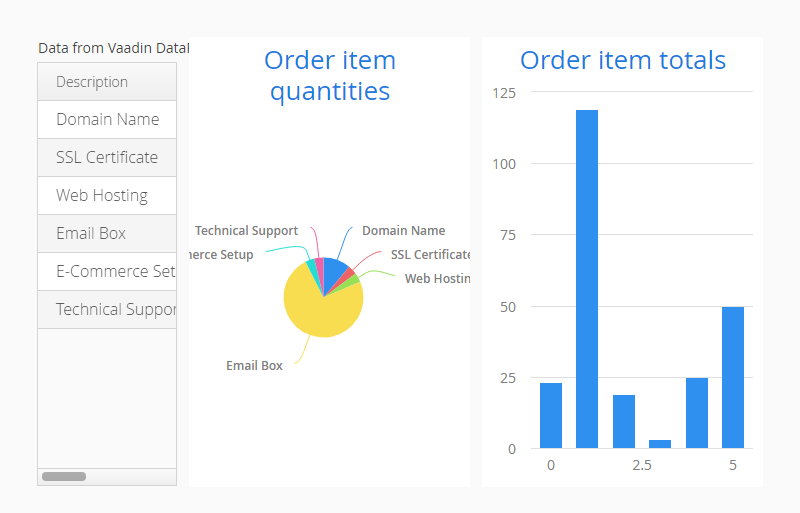 Data from Vaadin Data
Description
Domain Name
SSL Certificate
Web Hosting
Email Box
E-Commerce Set
Technical Suppor
Order item
quantities
Technical Support
Domain Name
merce Setup
SSL Certificate
Web Hostin
Email Box
Order item totals
125
100
75
50
25
0
0
2.5
5